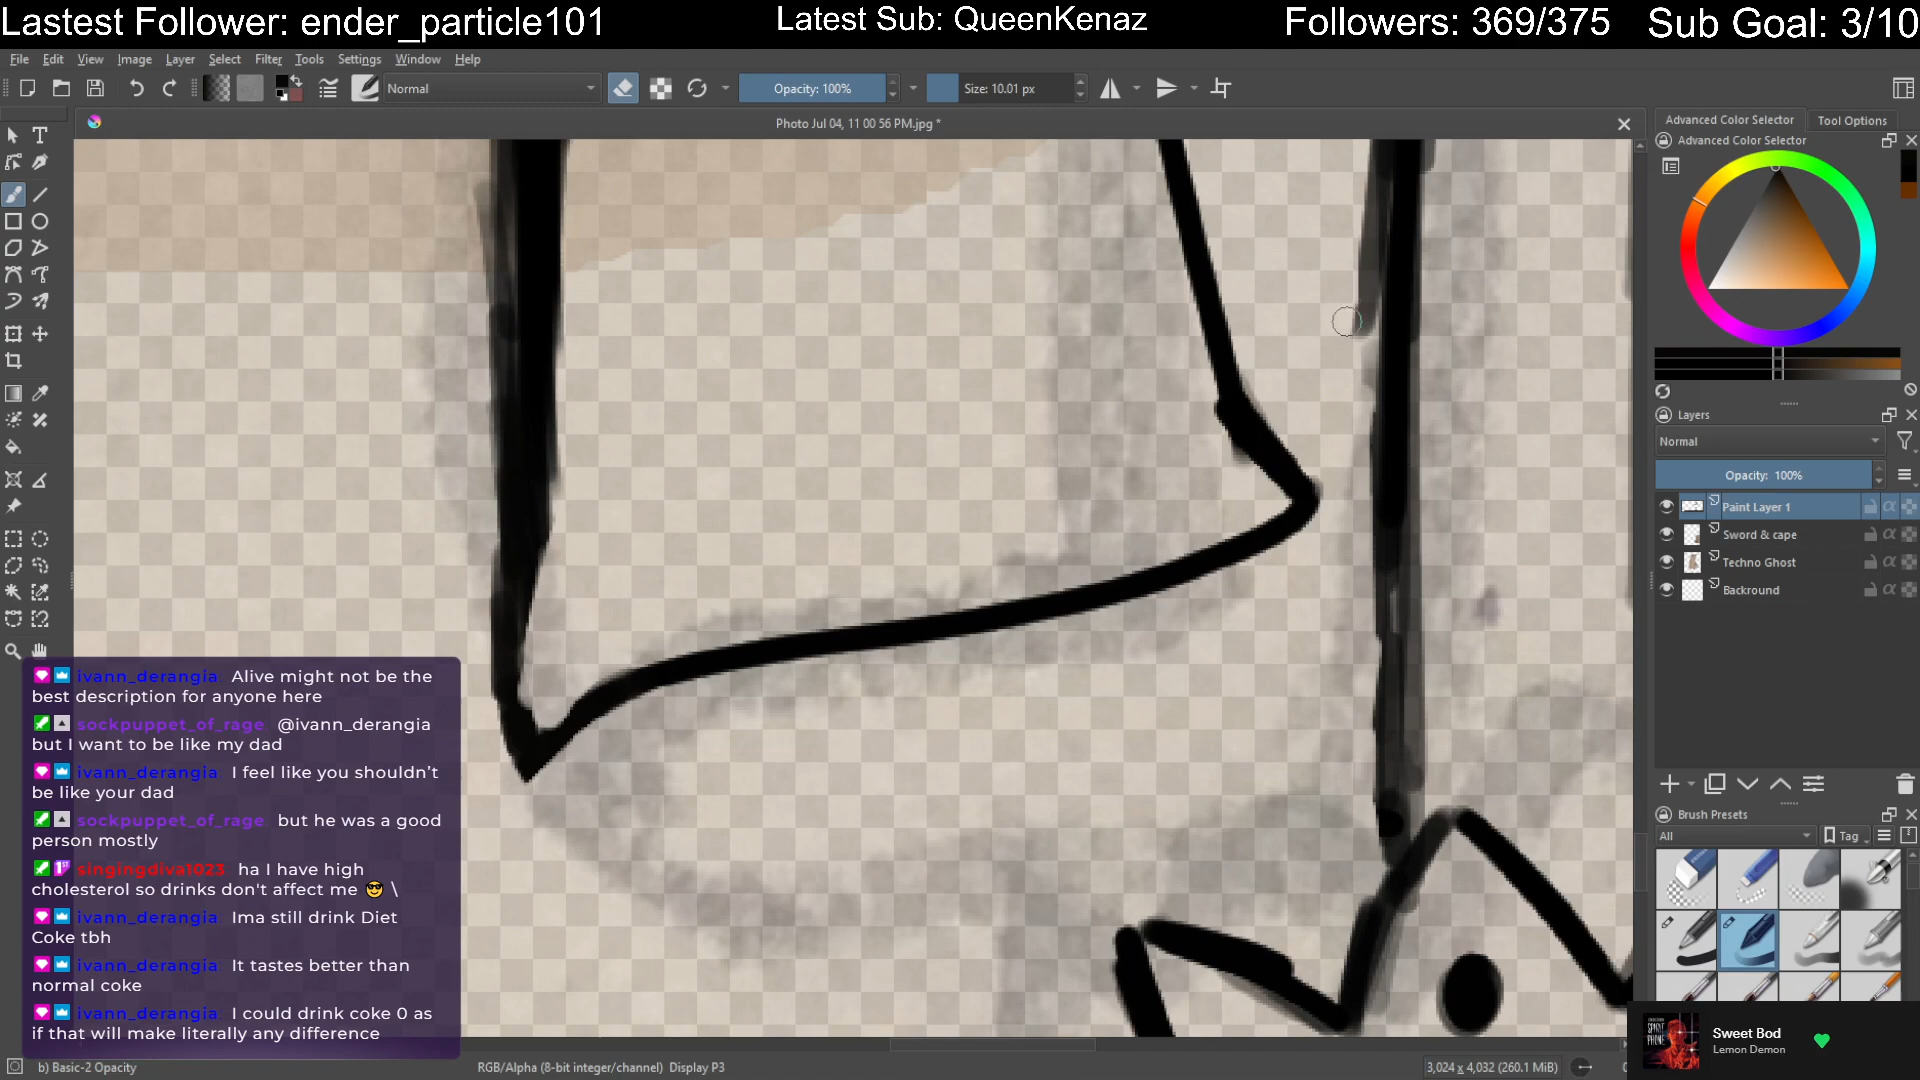 Lastest Follower: ender_particle101
Latest Sub: QueenKenaz
Followers: 369/375
Sub Goal: 3/10
File Edit View Image Layer Select Filter Tools Settings Window Help
Normal
Opacity: 100%
Size: 10.01 px
Photo Jul 04, 11 00 56 PM.jpg *
Advanced Color Selector
Tool Options
Advanced Color Selector
Layers
Normal
Opacity: 100%
Paint Layer 1
Sword & cape
Techno Ghost
Backround
Brush Presets
All
Tag
ivann_derangia: Alive might not be the
best description for anyone here
sockpuppet_of_rage: @ivann_derangia
but I want to be like my dad
ivann_derangia: I feel like you shouldn't
be like your dad
sockpuppet_of_rage: but he was a good
person mostly
singingdiva1023: ha I have high
cholesterol so drinks don't affect me 😎 \
ivann_derangia: Ima still drink Diet
Coke tbh
ivann_derangia: It tastes better than
normal coke
ivann_derangia: I could drink coke 0 as
if that will make literally any difference
Sweet Bod
Lemon Demon
b) Basic-2 Opacity
RGB/Alpha (8-bit integer/channel) Display P3
3,024 x 4,032 (260.1 MiB)